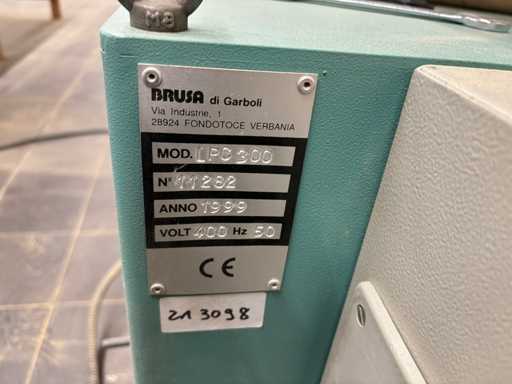 M8
BRUSA di Garboli
Via Industrie, 1
28924 FONDOTOCE VERBANIA
MOD. LPC 300
N° 11282
ANNO 1999
VOLT 400 Hz 50
CE
213098